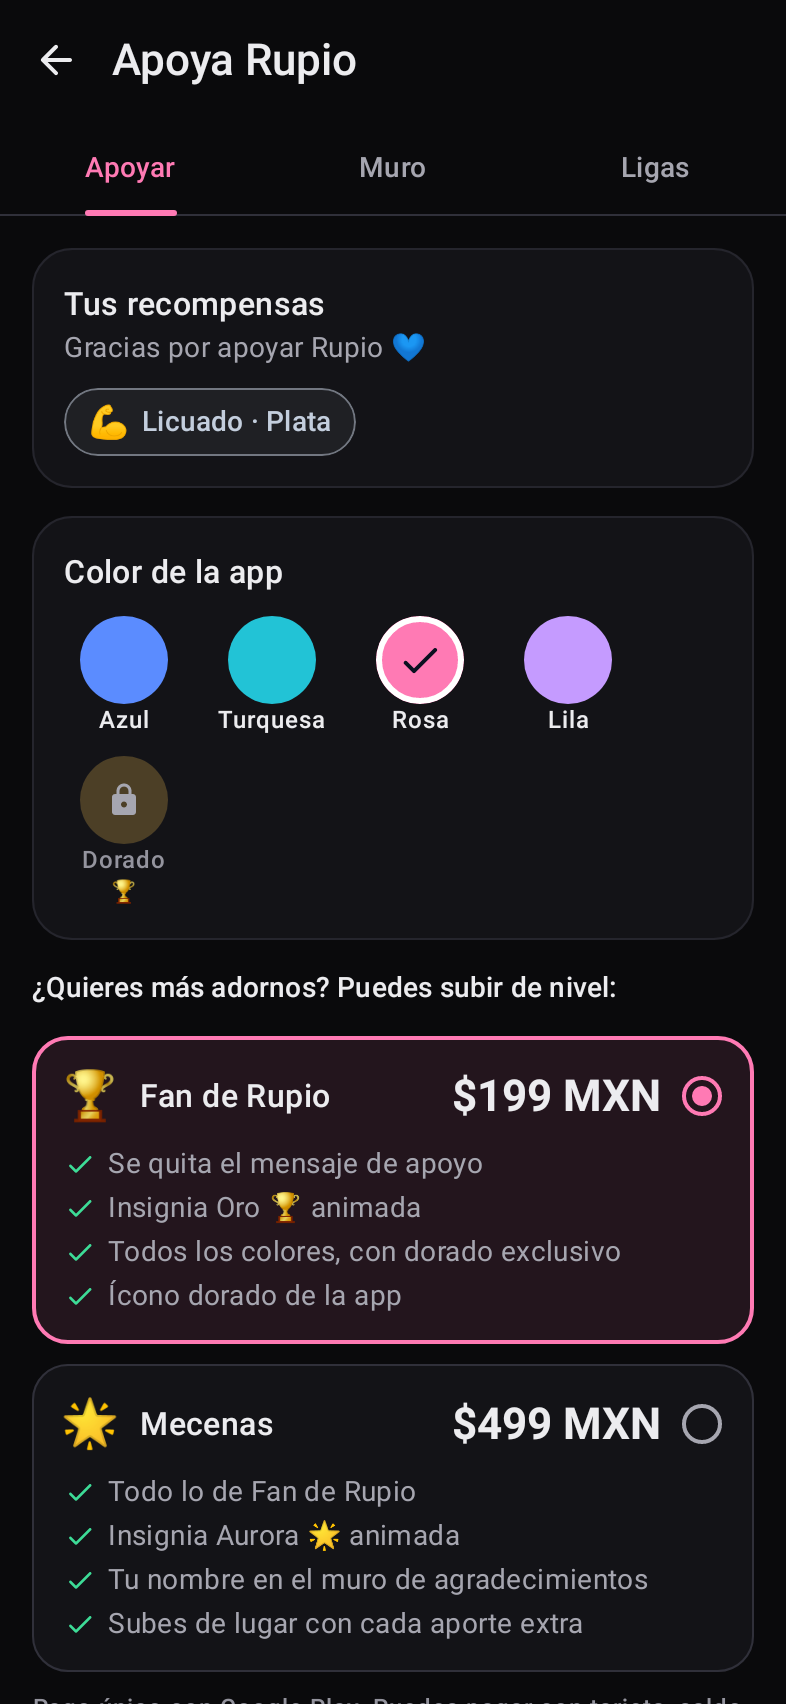 Apoya Rupio
Apoyar
Muro
Ligas
Tus recompensas
Gracias por apoyar Rupio 💙
💪 Licuado · Plata
Color de la app
Azul
Turquesa
Rosa
Lila
Dorado
🏆
¿Quieres más adornos? Puedes subir de nivel:
🏆 Fan de Rupio $199 MXN
Se quita el mensaje de apoyo
Insignia Oro 🏆 animada
Todos los colores, con dorado exclusivo
Ícono dorado de la app
🌟 Mecenas $499 MXN
Todo lo de Fan de Rupio
Insignia Aurora 🌟 animada
Tu nombre en el muro de agradecimientos
Subes de lugar con cada aporte extra